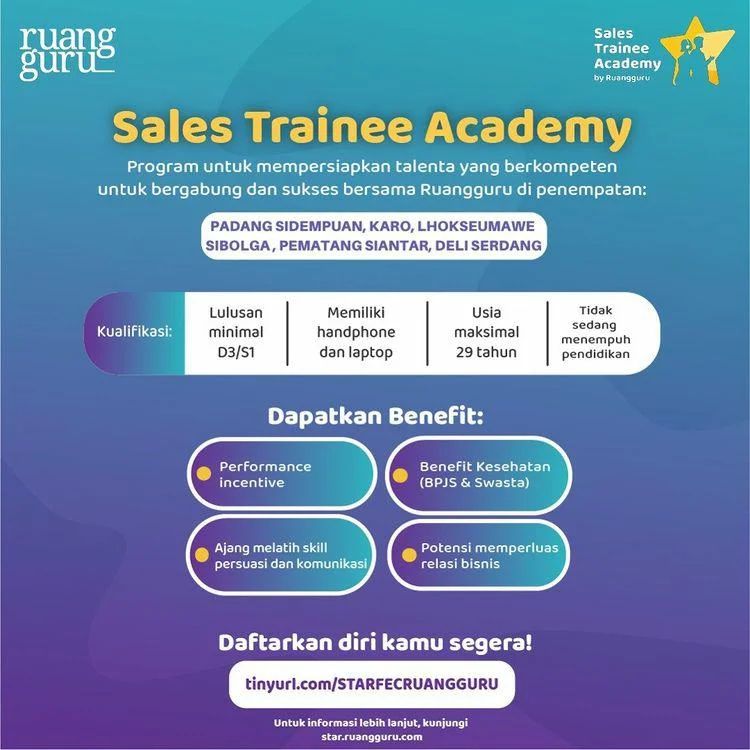 ruang
guru
Sales
Trainee
Academy
by Ruangguru
Sales Trainee Academy
Program untuk mempersiapkan talenta yang berkompeten
untuk bergabung dan sukses bersama Ruangguru di penempatan:
PADANG SIDEMPUAN, KARO, LHOKSEUMAWE
SIBOLGA , PEMATANG SIANTAR, DELI SERDANG
Kualifikasi:
Lulusan
minimal
D3/S1
Memiliki
handphone
dan laptop
Usia
maksimal
29 tahun
Tidak
sedang
menempuh
pendidikan
Dapatkan Benefit:
Performance
incentive
Benefit Kesehatan
(BPJS & Swasta)
Ajang melatih skill
persuasi dan komunikasi
Potensi memperluas
relasi bisnis
Daftarkan diri kamu segera!
tinyurl.com/STARFECRUANGGURU
Untuk informasi lebih lanjut, kunjungi
star.ruangguru.com